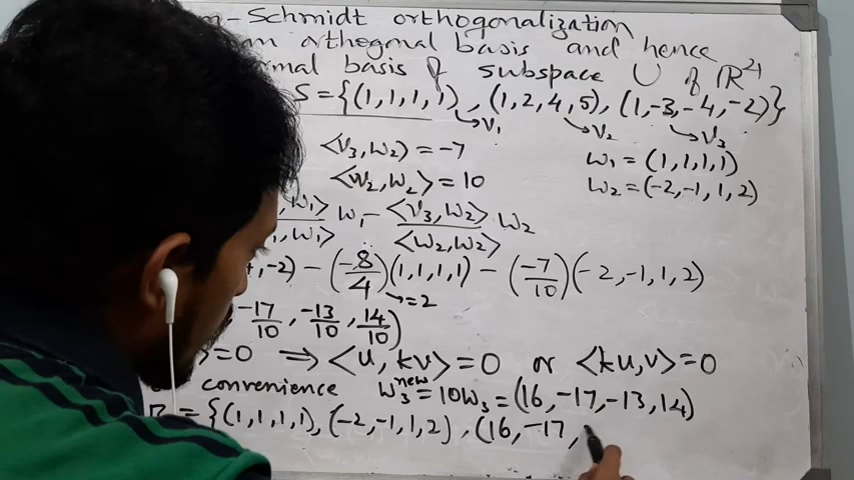 m-Schmidt orthogonalization
an orthogonal basis and hence
rmal basis of subspace U of ℝ⁴
S = {(1,1,1,1), (1,2,4,5), (1,-3,-4,-2)}
↳v₁ ↳v₂ ↳v₃
⟨v₃,w₂⟩ = -7 w₁ = (1,1,1,1)
⟨w₂,w₂⟩ = 10 w₂ = (-2,-1,1,2)
,w₁⟩/,w₁⟩ w₁ - ⟨v₃,w₂⟩/⟨w₂,w₂⟩ w₂
,-2) - (-8/4)(1,1,1,1) - (-7/10)(-2,-1,1,2)
↳=2
-17/10, -13/10, 14/10)
⟩=0 ⟹ ⟨u,kv⟩=0 or ⟨ku,v⟩=0
convenience w₃ⁿᵉʷ = 10w₃ = (16,-17,-13,14)
= {(1,1,1,1), (-2,-1,1,2), (16,-17,